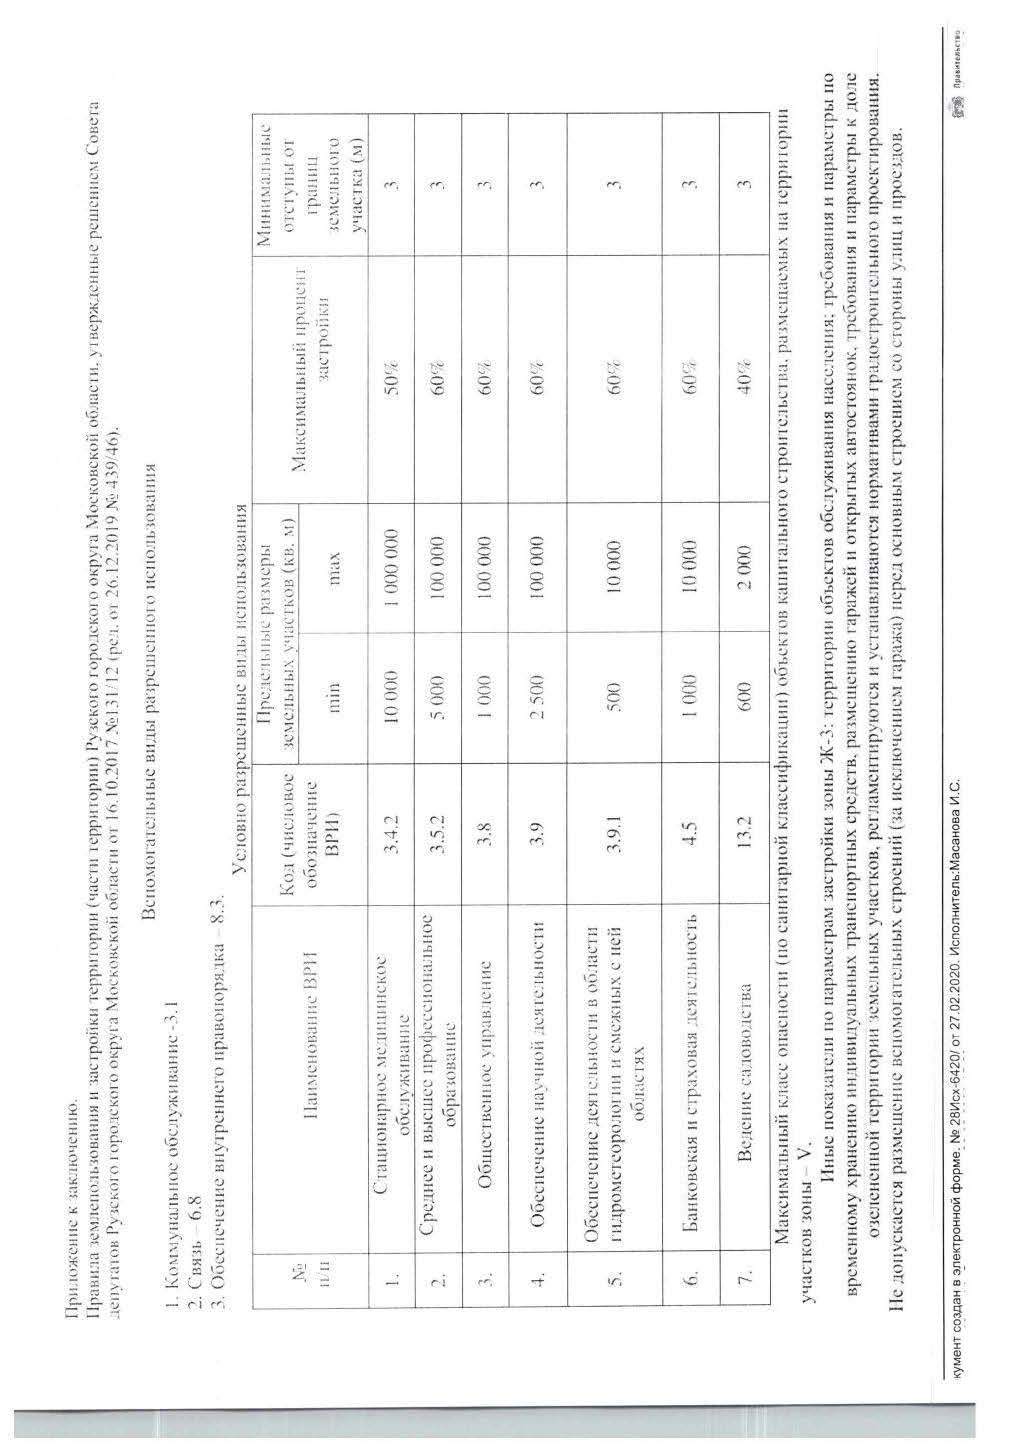 Приложение к заключению.
Правила землепользования и застройки территории (части территории) Рузского городского округа Московской области, утвержденные решением Совета
депутатов Рузского городского округа Московской области от 16.10.2017 №131/12 (ред. от 26.12.2019 № 439/46).
Вспомогательные виды разрешенного использования
1. Коммунальное обслуживание -3.1
2. Связь – 6.8
3. Обеспечение внутреннего правопорядка – 8.3.
Условно разрешенные виды использования
№ п/п | Наименование ВРИ | Код (числовое обозначение ВРИ) | Предельные размеры земельных участков (кв. м) | Максимальный процент застройки | Минимальные отступы от границ земельного участка (м)
min | max
1. | Стационарное медицинское обслуживание | 3.4.2 | 10 000 | 1 000 000 | 50% | 3
2. | Среднее и высшее профессиональное образование | 3.5.2 | 5 000 | 100 000 | 60% | 3
3. | Общественное управление | 3.8 | 1 000 | 100 000 | 60% | 3
4. | Обеспечение научной деятельности | 3.9 | 2 500 | 100 000 | 60% | 3
5. | Обеспечение деятельности в области гидрометеорологии и смежных с ней областях | 3.9.1 | 500 | 10 000 | 60% | 3
6. | Банковская и страховая деятельность | 4.5 | 1 000 | 10 000 | 60% | 3
7. | Ведение садоводства | 13.2 | 600 | 2 000 | 40% | 3
Максимальный класс опасности (по санитарной классификации) объектов капитального строительства, размещаемых на территории
участков зоны – V.
Иные показатели по параметрам застройки зоны Ж-3: территории объектов обслуживания населения; требования и параметры по
временному хранению индивидуальных транспортных средств, размещению гаражей и открытых автостоянок, требования и параметры к доле
озелененной территории земельных участков, регламентируются и устанавливаются нормативами градостроительного проектирования.
Не допускается размещение вспомогательных строений (за исключением гаража) перед основным строением со стороны улиц и проездов.
кумент создан в электронной форме. № 28Исх-6420/ от 27.02.2020. Исполнитель:Масанова И.С.
Правительство